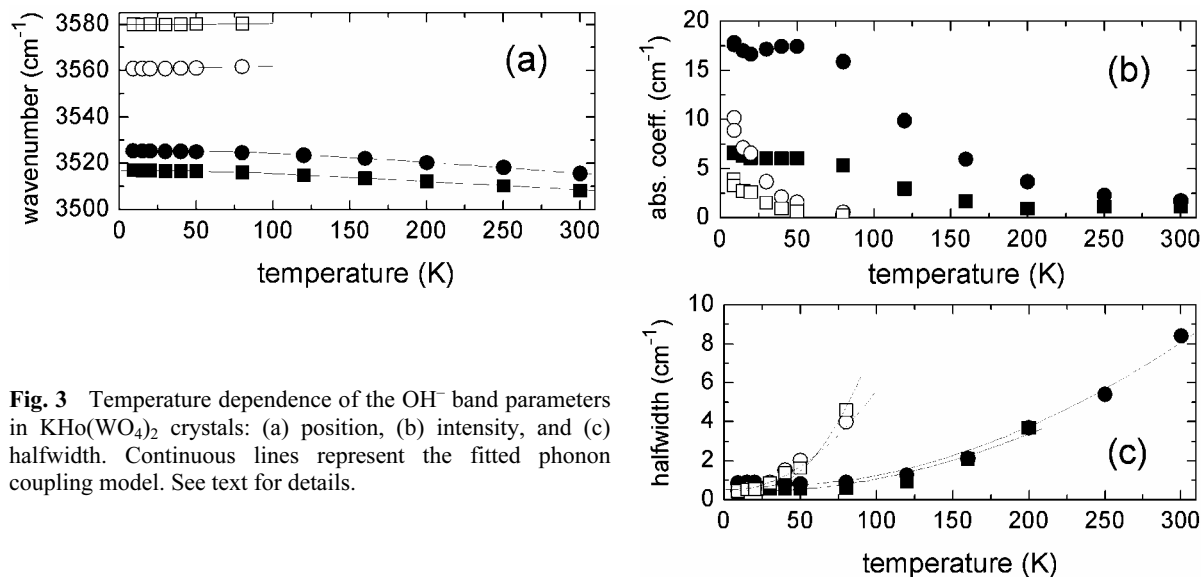 3580
3560
3540
3520
3500
wavenumber (cm⁻¹)
(a)
0 50 100 150 200 250 300
temperature (K)
20
15
10
5
0
abs. coeff. (cm⁻¹)
(b)
0 50 100 150 200 250 300
temperature (K)
10
8
6
4
2
0
halfwidth (cm⁻¹)
(c)
0 50 100 150 200 250 300
temperature (K)
Fig. 3 Temperature dependence of the OH⁻ band parameters
in KHo(WO₄)₂ crystals: (a) position, (b) intensity, and (c)
halfwidth. Continuous lines represent the fitted phonon
coupling model. See text for details.